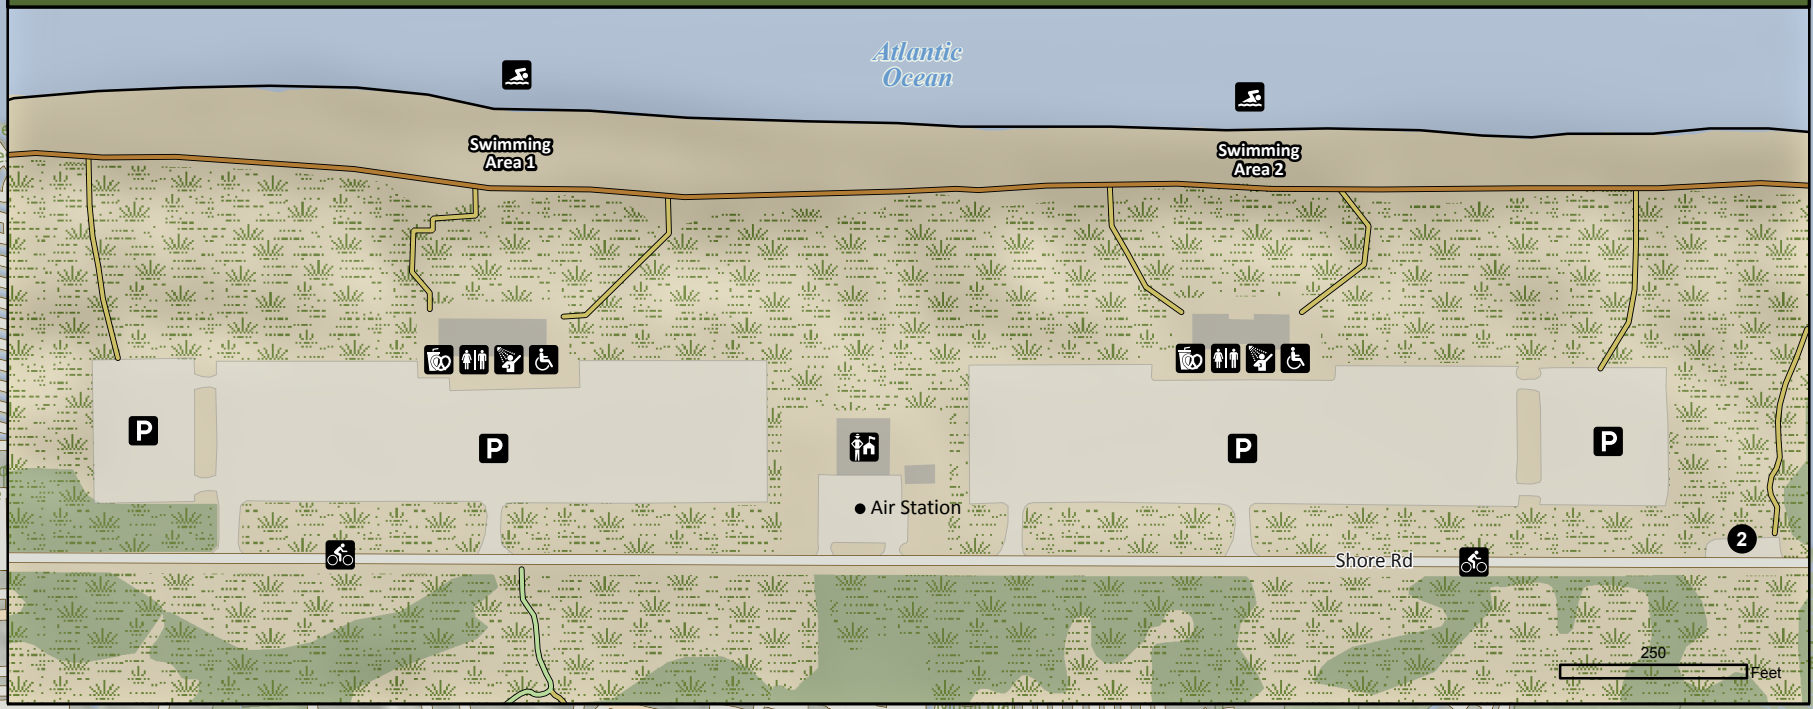 Atlantic
Ocean
Swimming
Area 1
Swimming
Area 2
P
P
P
P
Air Station
2
Shore Rd
250
Feet